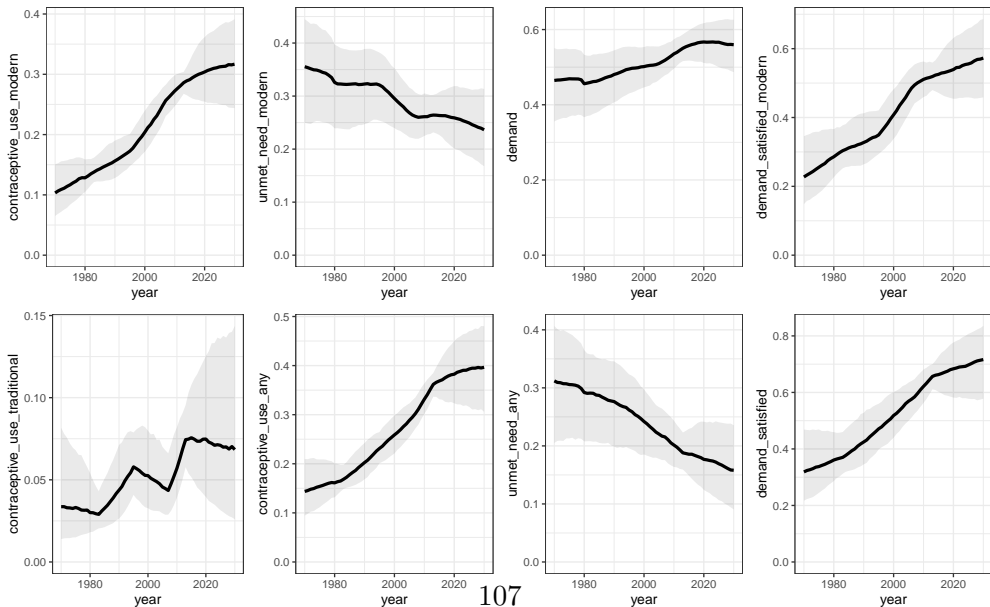 contraceptive_use_modern
0.4
0.3
0.2
0.1
0.0
1980 2000 2020
year
unmet_need_modern
0.4
0.3
0.2
0.1
0.0
1980 2000 2020
year
demand
0.6
0.4
0.2
0.0
1980 2000 2020
year
demand_satisfied_modern
0.6
0.4
0.2
0.0
1980 2000 2020
year
contraceptive_use_traditional
0.15
0.10
0.05
0.00
1980 2000 2020
year
contraceptive_use_any
0.5
0.4
0.3
0.2
0.1
0.0
1980 2000 2020
year
unmet_need_any
0.4
0.3
0.2
0.1
0.0
1980 2000 2020
year
demand_satisfied
0.8
0.6
0.4
0.2
0.0
1980 2000 2020
year
107